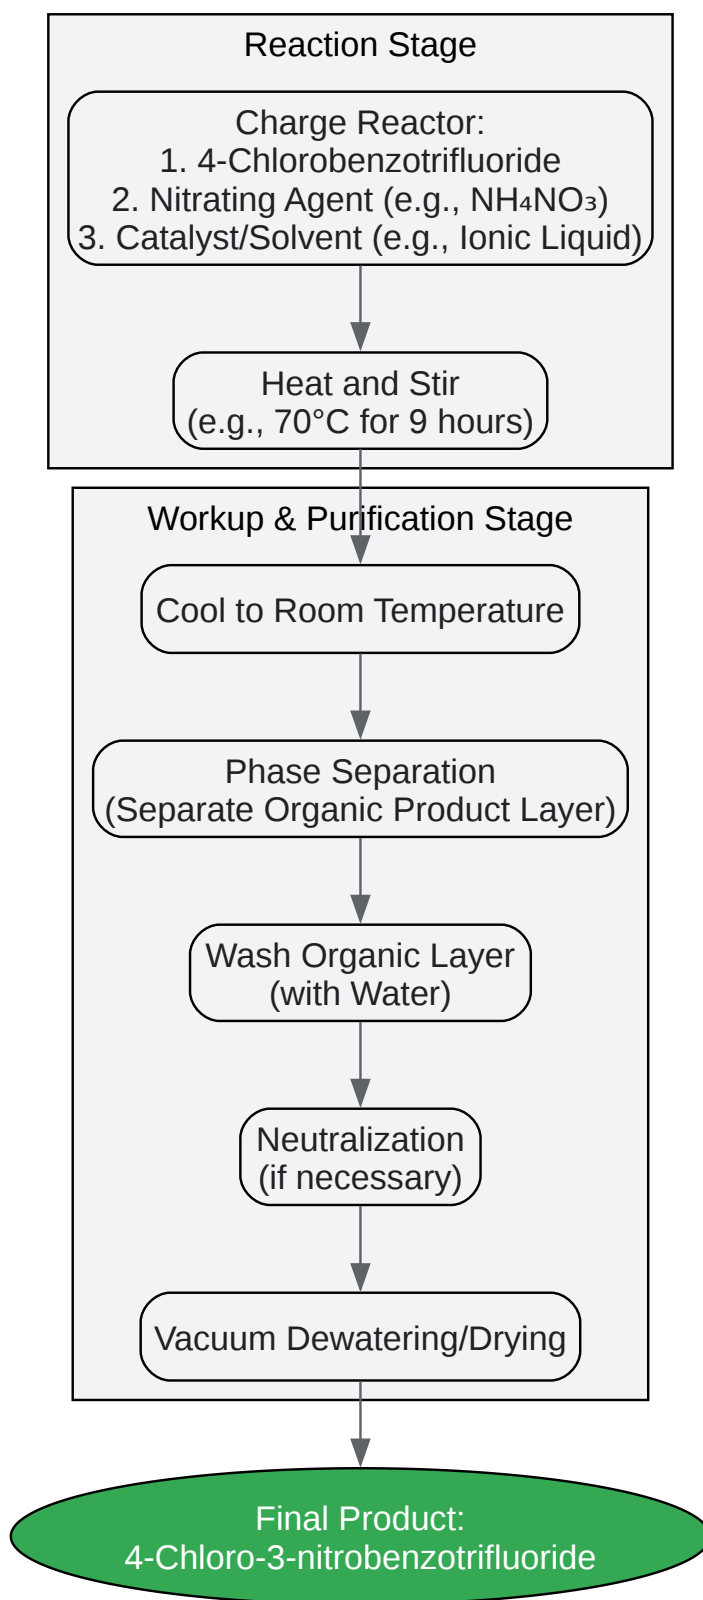 Reaction Stage
Charge Reactor:
1. 4-Chlorobenzotrifluoride
2. Nitrating Agent (e.g., NH₄NO₃)
3. Catalyst/Solvent (e.g., Ionic Liquid)
Heat and Stir
(e.g., 70°C for 9 hours)
Workup & Purification Stage
Cool to Room Temperature
Phase Separation
(Separate Organic Product Layer)
Wash Organic Layer
(with Water)
Neutralization
(if necessary)
Vacuum Dewatering/Drying
Final Product:
4-Chloro-3-nitrobenzotrifluoride